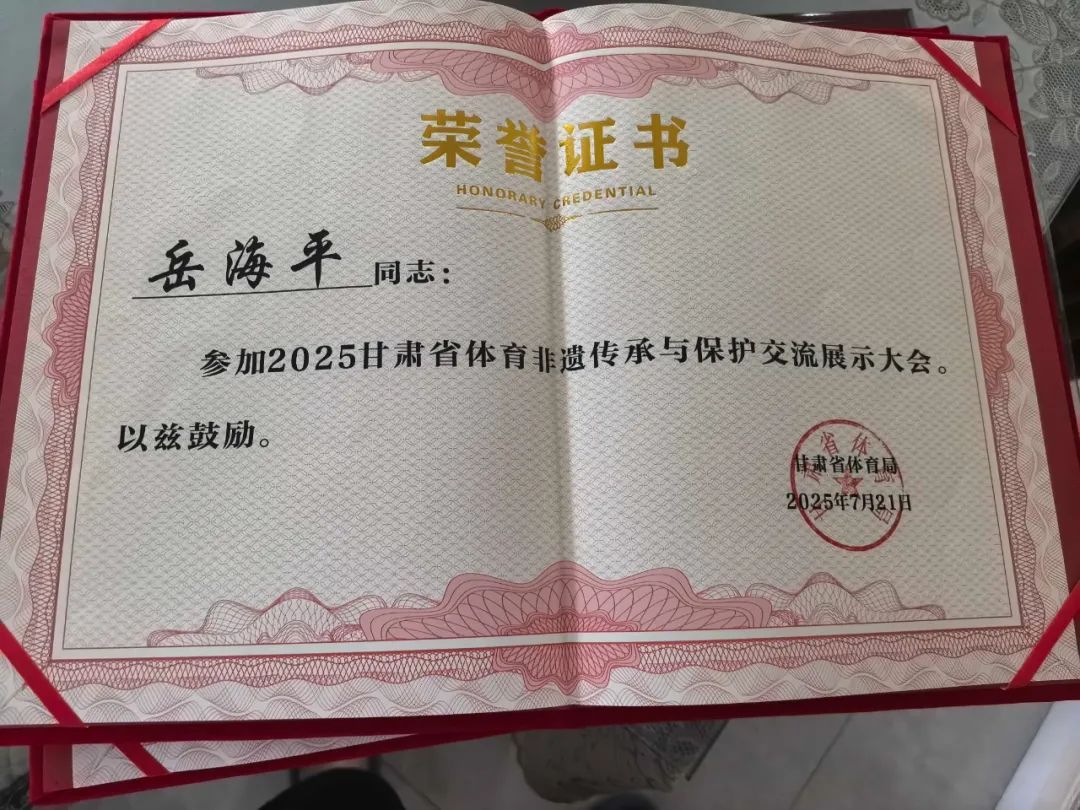 荣誉证书
HONORARY CREDENTIAL
岳海平同志：
参加2025甘肃省体育非遗传承与保护交流展示大会。
以兹鼓励。
甘肃省体育局
2025年7月21日